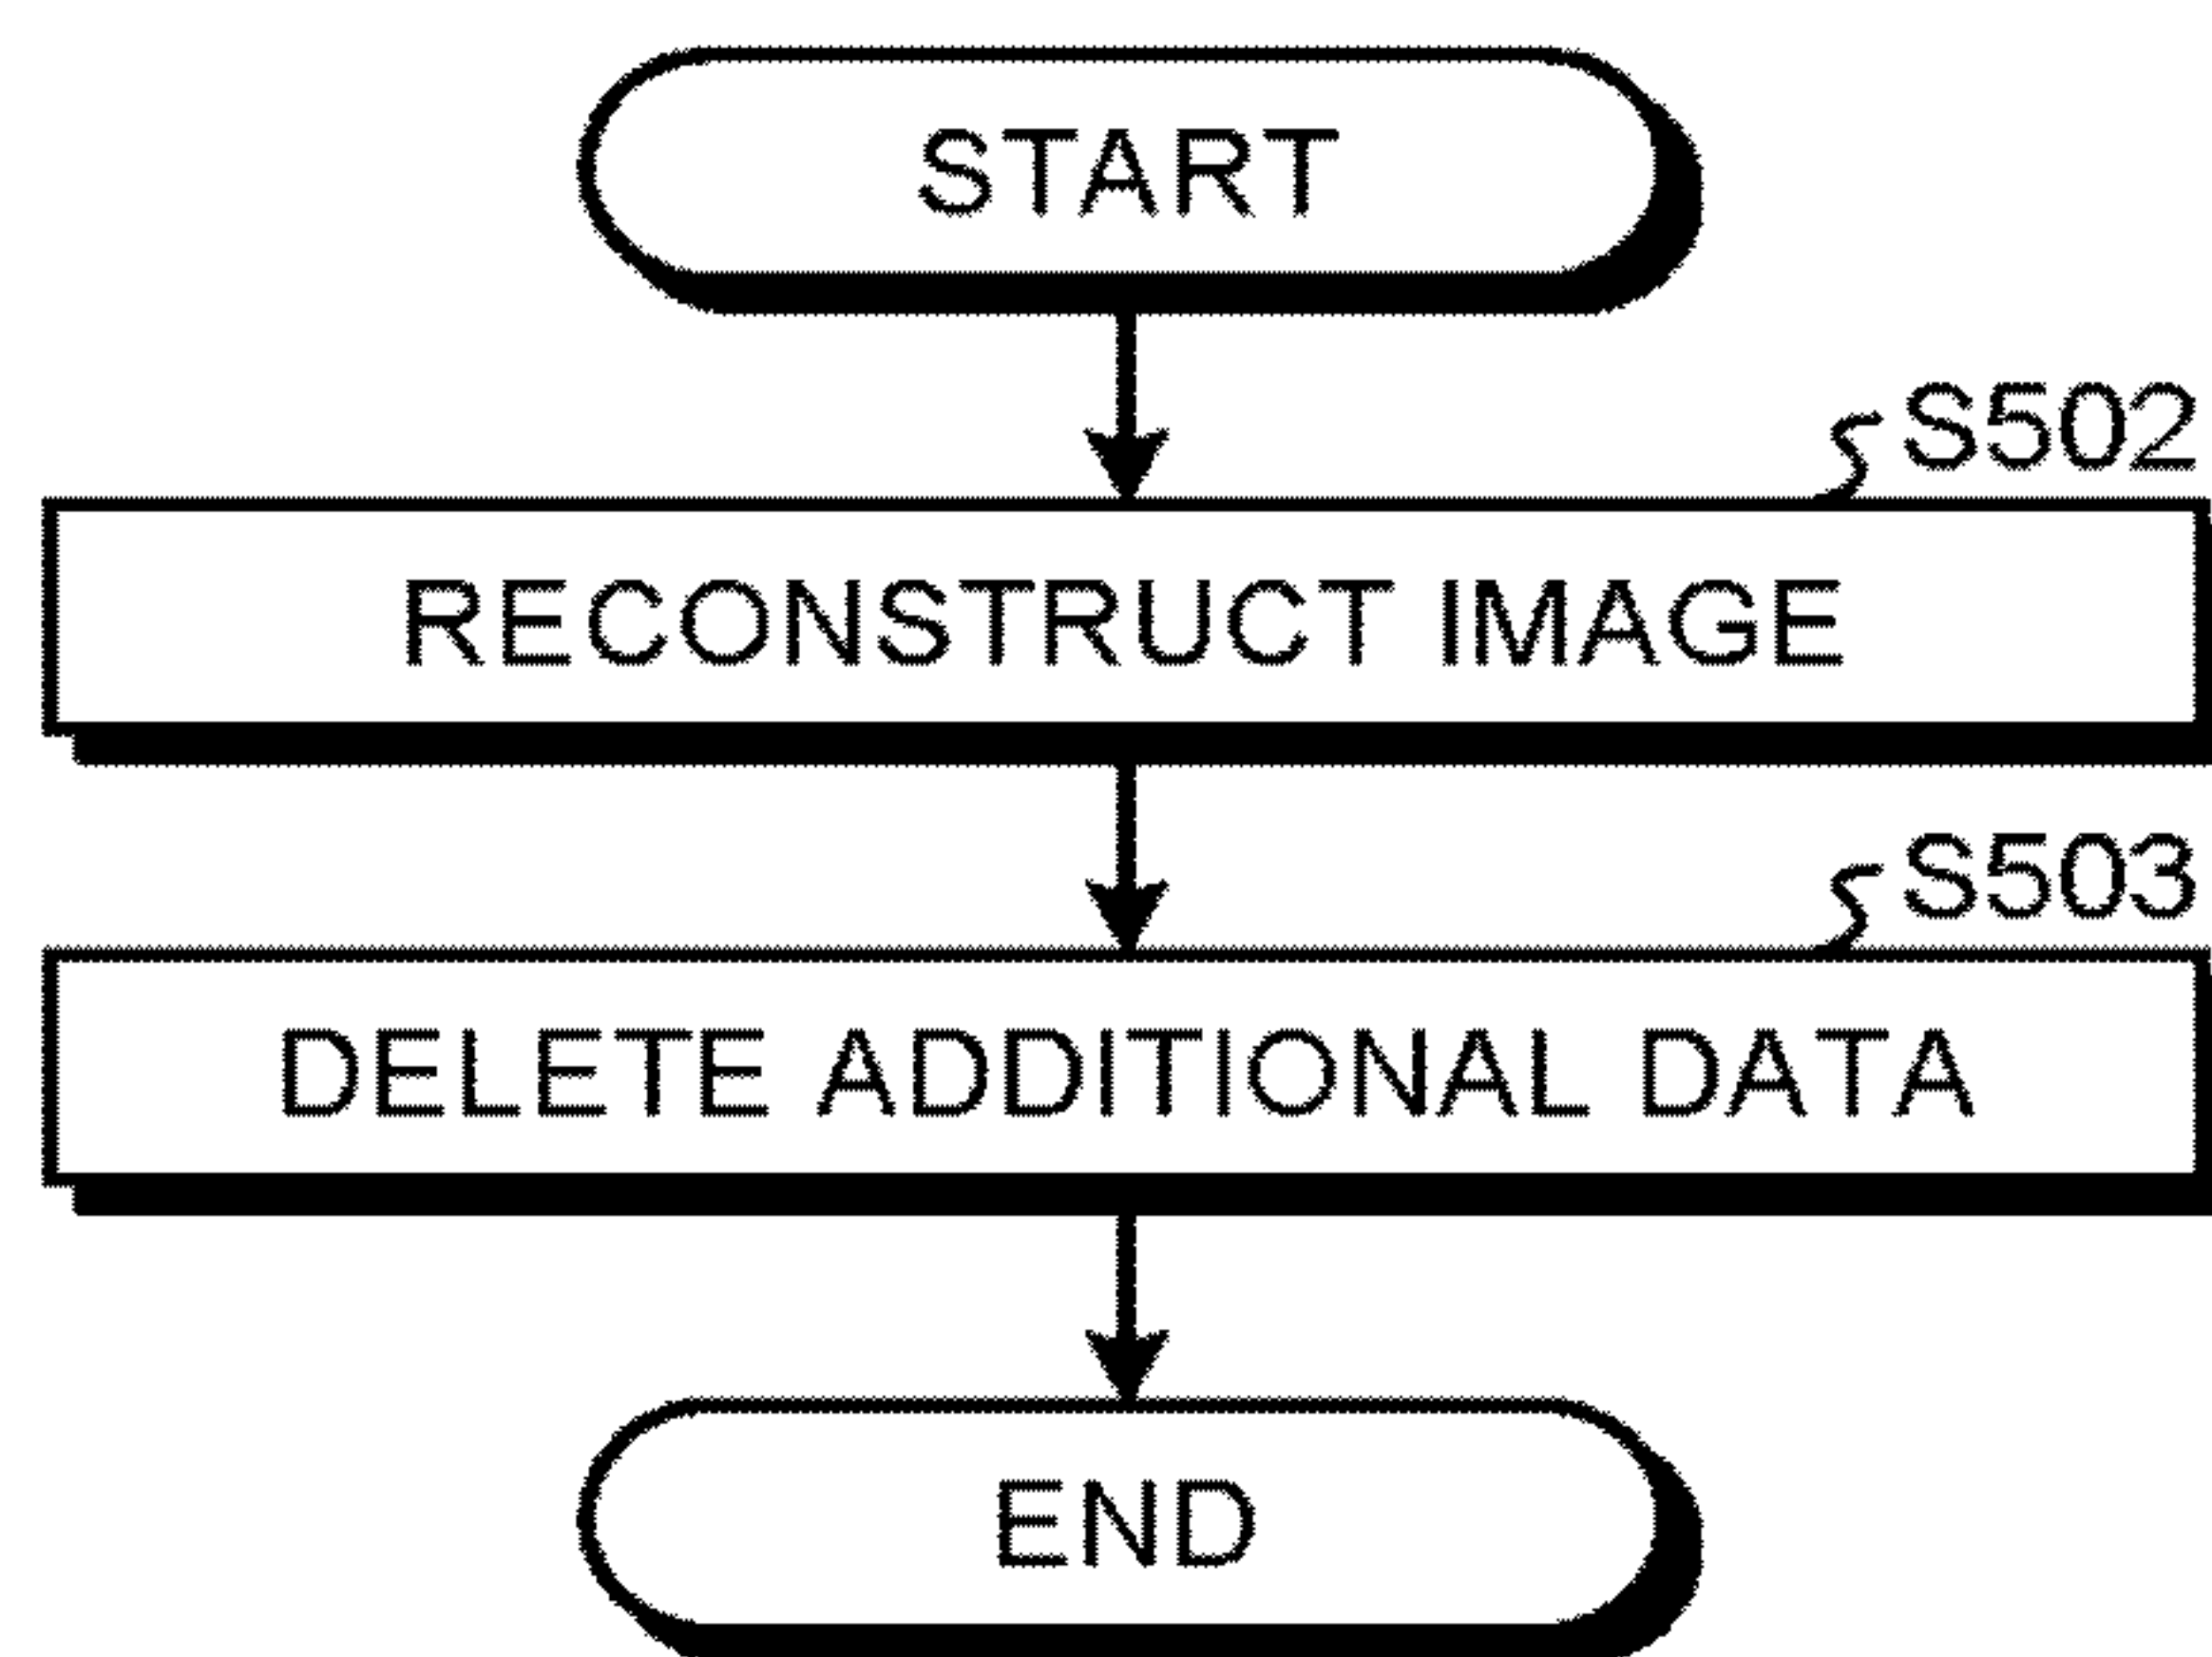 START
S502
RECONSTRUCT IMAGE
S503
DELETE ADDITIONAL DATA
END